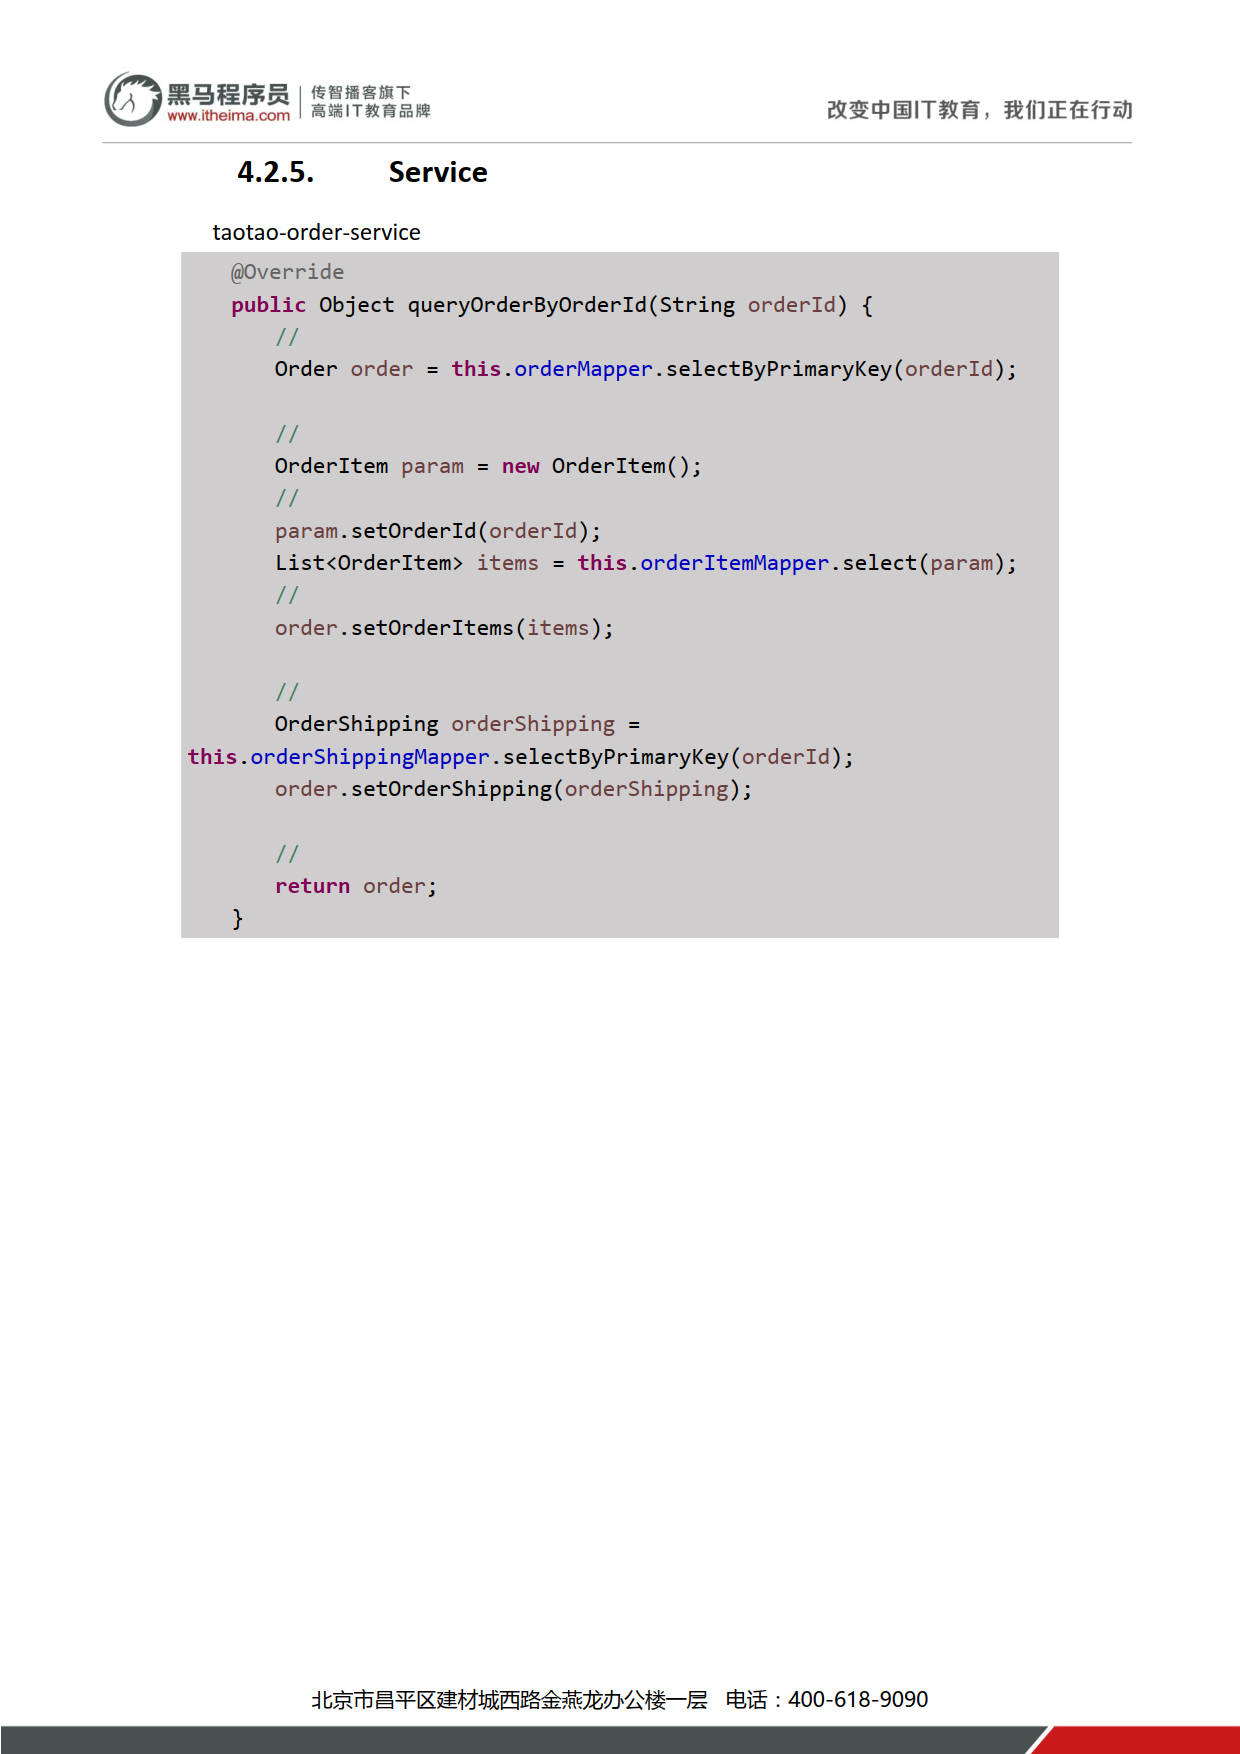 黑马程序员
www.itheima.com
传智播客旗下
高端IT教育品牌
改变中国IT教育，我们正在行动
4.2.5. Service
taotao-order-service
@Override
public Object queryOrderByOrderId(String orderId) {
//
Order order = this.orderMapper.selectByPrimaryKey(orderId);
//
OrderItem param = new OrderItem();
//
param.setOrderId(orderId);
List<OrderItem> items = this.orderItemMapper.select(param);
//
order.setOrderItems(items);
//
OrderShipping orderShipping =
this.orderShippingMapper.selectByPrimaryKey(orderId);
order.setOrderShipping(orderShipping);
//
return order;
}
北京市昌平区建材城西路金燕龙办公楼一层 电话：400-618-9090